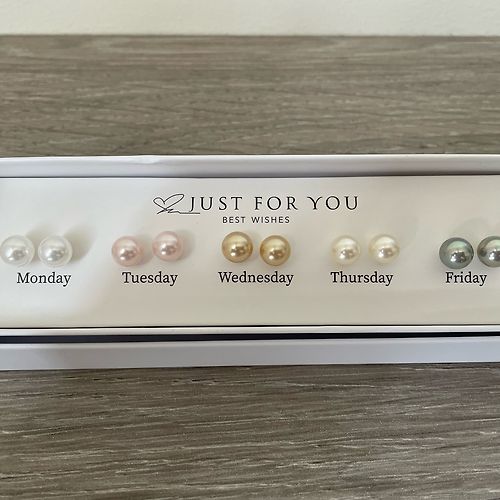 JUST FOR YOU
BEST WISHES
Monday Tuesday Wednesday Thursday Friday